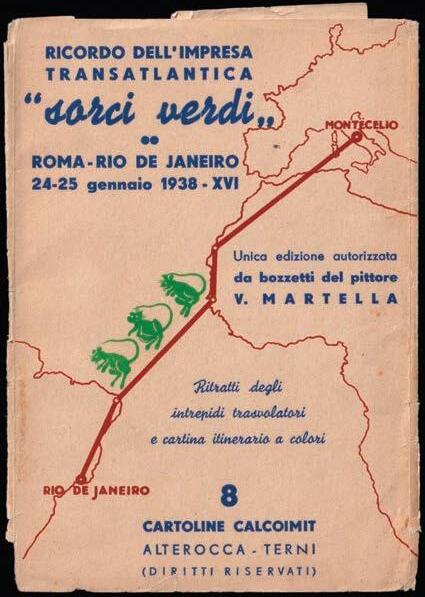 RICORDO DELL'IMPRESA
TRANSATLANTICA
"sorci verdi„
ROMA-RIO DE JANEIRO
24-25 gennaio 1938-XVI
MONTECELIO
Unica edizione autorizzata
da bozzetti del pittore
V. MARTELLA
Ritratti degli
intrepidi trasvolatori
e cartina itinerario a colori
RIO DE JANEIRO
8
CARTOLINE CALCOIMIT
ALTEROCCA-TERNI
(DIRITTI RISERVATI)